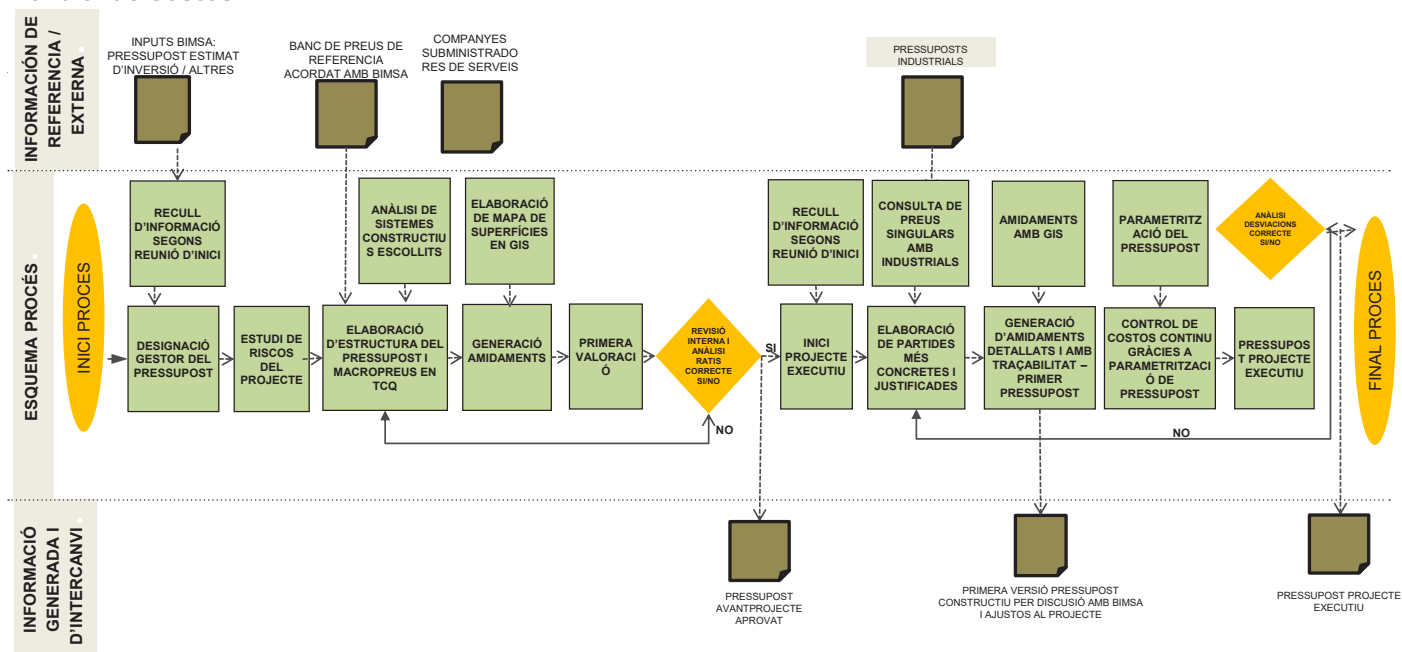 INFORMACIÓN DE
REFERENCIA /
EXTERNA.
INPUTS BIMSA:
PRESSUPOST ESTIMAT
D'INVERSIÓ / ALTRES
BANC DE PREUS DE
REFERENCIA
ACORDAT AMB BIMSA
COMPANYES
SUBMINISTRADO
RES DE SERVEIS
PRESSUPOSTS
INDUSTRIALS
ESQUEMA PROCÉS.
INICI PROCES
RECULL
D'INFORMACIÓ
SEGONS
REUNIÓ D'INICI
ANÀLISI DE
SISTEMES
CONSTRUCTIU
S ESCOLLITS
ELABORACIÓ
DE MAPA DE
SUPERFÍCIES
EN GIS
RECULL
D'INFORMACIÓ
SEGONS
REUNIÓ D'INICI
CONSULTA DE
PREUS
SINGULARS
AMB
INDUSTRIALS
AMIDAMENTS
AMB GIS
PARAMETRITZ
ACIÓ DEL
PRESSUPOST
ANÀLISI
DESVIACIONS
CORRECTE
SI/NO
DESIGNACIÓ
GESTOR DEL
PRESSUPOST
ESTUDI DE
RISCOS
DEL
PROJECTE
ELABORACIÓ
D'ESTRUCTURA DEL
PRESSUPOST I
MACROPREUS EN
TCQ
GENERACIÓ
AMIDAMENTS
PRIMERA
VALORACI
Ó
REVISIÓ
INTERNA I
ANÀLISI
RATIS
CORRECTE
SI/NO
SI
NO
INICI
PROJECTE
EXECUTIU
ELABORACIÓ
DE PARTIDES
MÉS
CONCRETES I
JUSTIFICADES
GENERACIÓ
D'AMIDAMENTS
DETALLATS I AMB
TRAÇABILITAT –
PRIMER
PRESSUPOST
CONTROL DE
COSTOS CONTINU
GRÀCIES A
PARAMETRITZACI
Ó DE
PRESSUPOST
PRESSUPOS
T PROJECTE
EXECUTIU
NO
FINAL PROCES
INFORMACIÓ
GENERADA I
D'INTERCANVI.
PRESSUPOST
AVANTPROJECTE
APROVAT
PRIMERA VERSIÓ PRESSUPOST
CONSTRUCTIU PER DISCUSIÓ AMB BIMSA
I AJUSTOS AL PROJECTE
PRESSUPOST PROJECTE
EXECUTIU